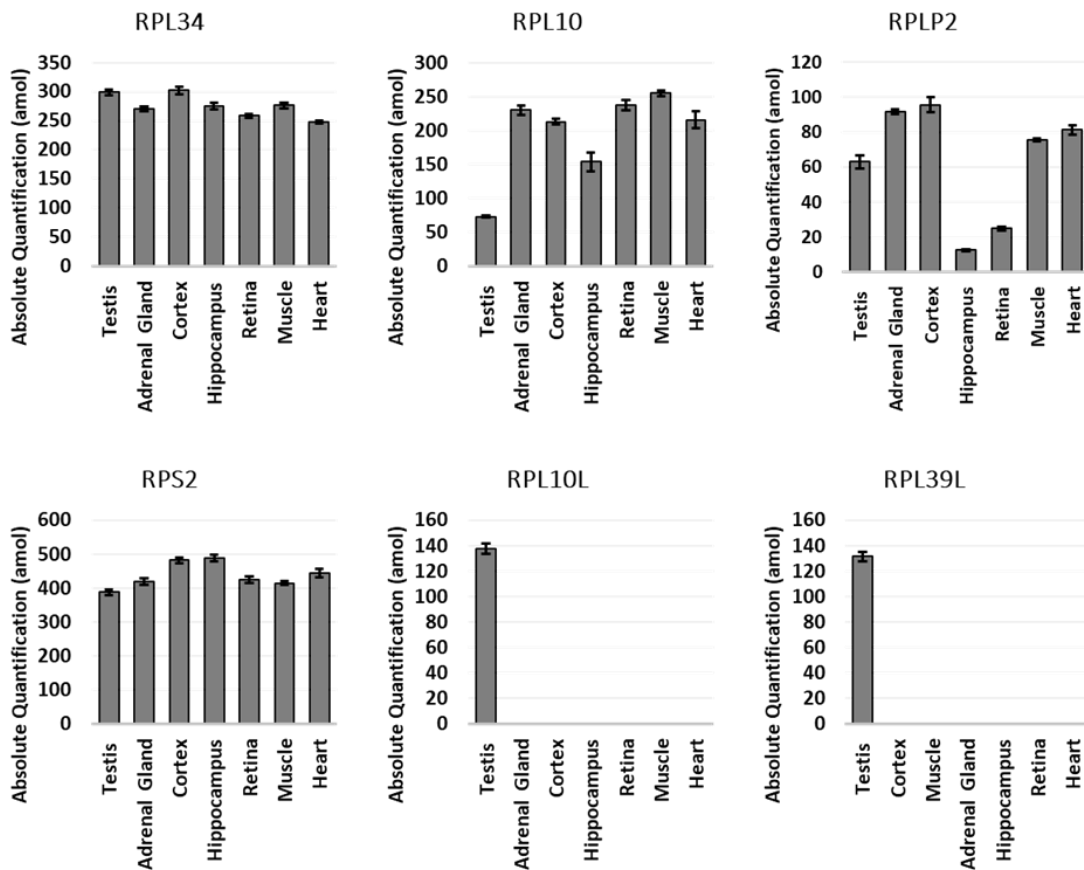 RPL34
RPL10
RPLP2
Absolute Quantification (amol)
350
300
250
200
150
100
50
0
Testis
Adrenal Gland
Cortex
Hippocampus
Retina
Muscle
Heart
Absolute Quantification (amol)
300
250
200
150
100
50
0
Testis
Adrenal Gland
Cortex
Hippocampus
Retina
Muscle
Heart
Absolute Quantification (amol)
120
100
80
60
40
20
0
Testis
Adrenal Gland
Cortex
Hippocampus
Retina
Muscle
Heart
RPS2
RPL10L
RPL39L
Absolute Quantification (amol)
600
500
400
300
200
100
0
Testis
Adrenal Gland
Cortex
Hippocampus
Retina
Muscle
Heart
Absolute Quantification (amol)
160
140
120
100
80
60
40
20
0
Testis
Adrenal Gland
Cortex
Hippocampus
Retina
Muscle
Heart
Absolute Quantification (amol)
160
140
120
100
80
60
40
20
0
Testis
Cortex
Muscle
Adrenal Gland
Hippocampus
Retina
Heart